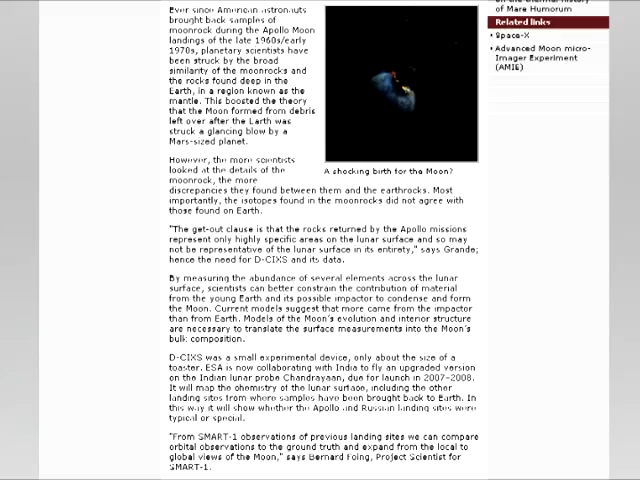 Ever since American astronauts
brought back samples of
moonrock during the Apollo Moon
landings of the late 1960s/early
1970s, planetary scientists have
been struck by the broad
similarity of the moonrocks and
the rocks found deep in the
Earth, in a region known as the
mantle. This boosted the theory
that the Moon formed from debris
left over after the Earth was
struck a glancing blow by a
Mars-sized planet.
A shocking birth for the Moon?
However, the more scientists
looked at the details of the
moonrock, the more
discrepancies they found between them and the earthrocks. Most
importantly, the isotopes found in the moonrocks did not agree with
those found on Earth.
"The get-out clause is that the rocks returned by the Apollo missions
represent only highly specific areas on the lunar surface and so may
not be representative of the lunar surface in its entirety," says Grande;
hence the need for D-CIXS and its data.
By measuring the abundance of several elements across the lunar
surface, scientists can better constrain the contribution of material
from the young Earth and its possible impactor to condense and form
the Moon. Current models suggest that more came from the impactor
than from Earth. Models of the Moon's evolution and interior structure
are necessary to translate the surface measurements into the Moon's
bulk composition.
D-CIXS was a small experimental device, only about the size of a
toaster. ESA is now collaborating with India to fly an upgraded version
on the Indian lunar probe Chandrayaan, due for launch in 2007-2008.
It will map the chemistry of the lunar surface, including the other
landing sites from where samples have been brought back to Earth. In
this way it will show whether the Apollo and Russian landing sites were
typical or special.
"From SMART-1 observations of previous landing sites we can compare
orbital observations to the ground truth and expand from the local to
global views of the Moon," says Bernard Foing, Project Scientist for
SMART-1.
on the thermal history
of Mare Humorum
Related links
• Space-X
• Advanced Moon micro-
Imager Experiment
(AMIE)